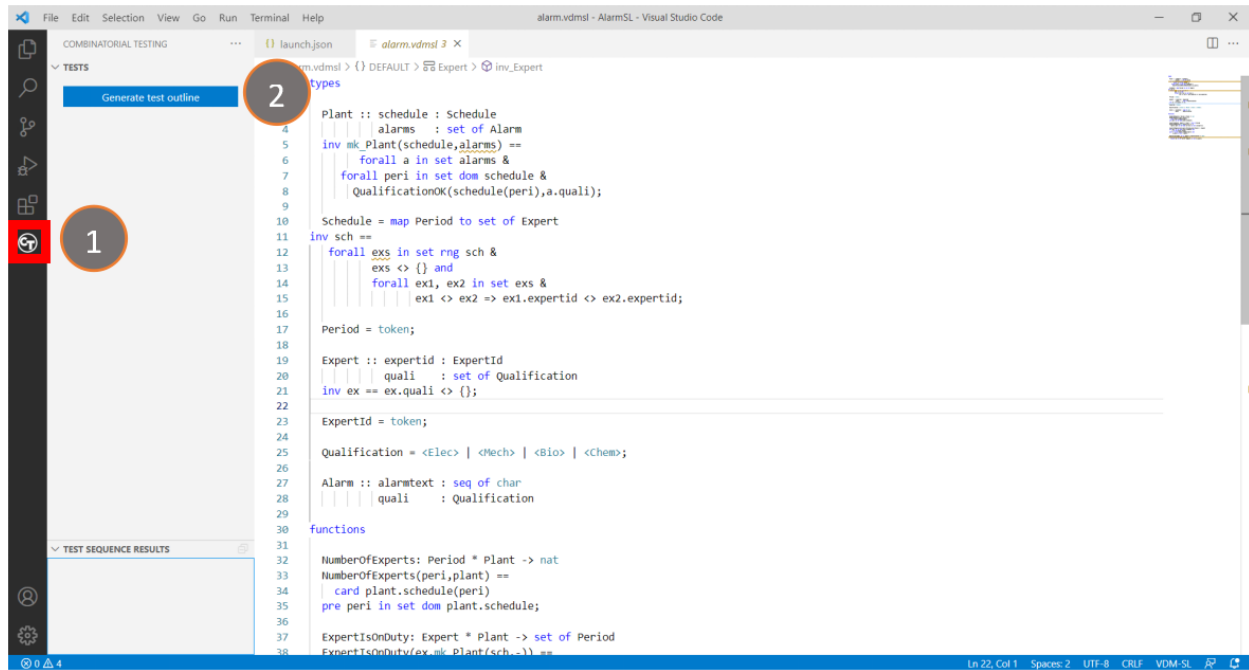 File Edit Selection View Go Run Terminal Help
alarm.vdmsl - AlarmSL - Visual Studio Code
COMBINATORIAL TESTING
TESTS
Generate test outline
1
2
CT
TEST SEQUENCE RESULTS
{} launch.json
alarm.vdmsl 3
m.vdmsl > {} DEFAULT > Expert > inv_Expert
types
Plant :: schedule : Schedule
4 alarms : set of Alarm
5 inv mk_Plant(schedule,alarms) ==
6 forall a in set alarms &
7 forall peri in set dom schedule &
8 QualificationOK(schedule(peri),a.quali);
9
10 Schedule = map Period to set of Expert
11 inv sch ==
12 forall exs in set rng sch &
13 exs <> {} and
14 forall ex1, ex2 in set exs &
15 ex1 <> ex2 => ex1.expertid <> ex2.expertid;
16
17 Period = token;
18
19 Expert :: expertid : ExpertId
20 quali : set of Qualification
21 inv ex == ex.quali <> {};
22
23 ExpertId = token;
24
25 Qualification = <Elec> | <Mech> | <Bio> | <Chem>;
26
27 Alarm :: alarmtext : seq of char
28 quali : Qualification
29
30 functions
31
32 NumberOfExperts: Period * Plant -> nat
33 NumberOfExperts(peri,plant) ==
34 card plant.schedule(peri)
35 pre peri in set dom plant.schedule;
36
37 ExpertIsOnDuty: Expert * Plant -> set of Period
38 ExpertIsOnDuty(ex,mk_Plant(sch,-)) ==
0 4
Ln 22, Col 1 Spaces: 2 UTF-8 CRLF VDM-SL